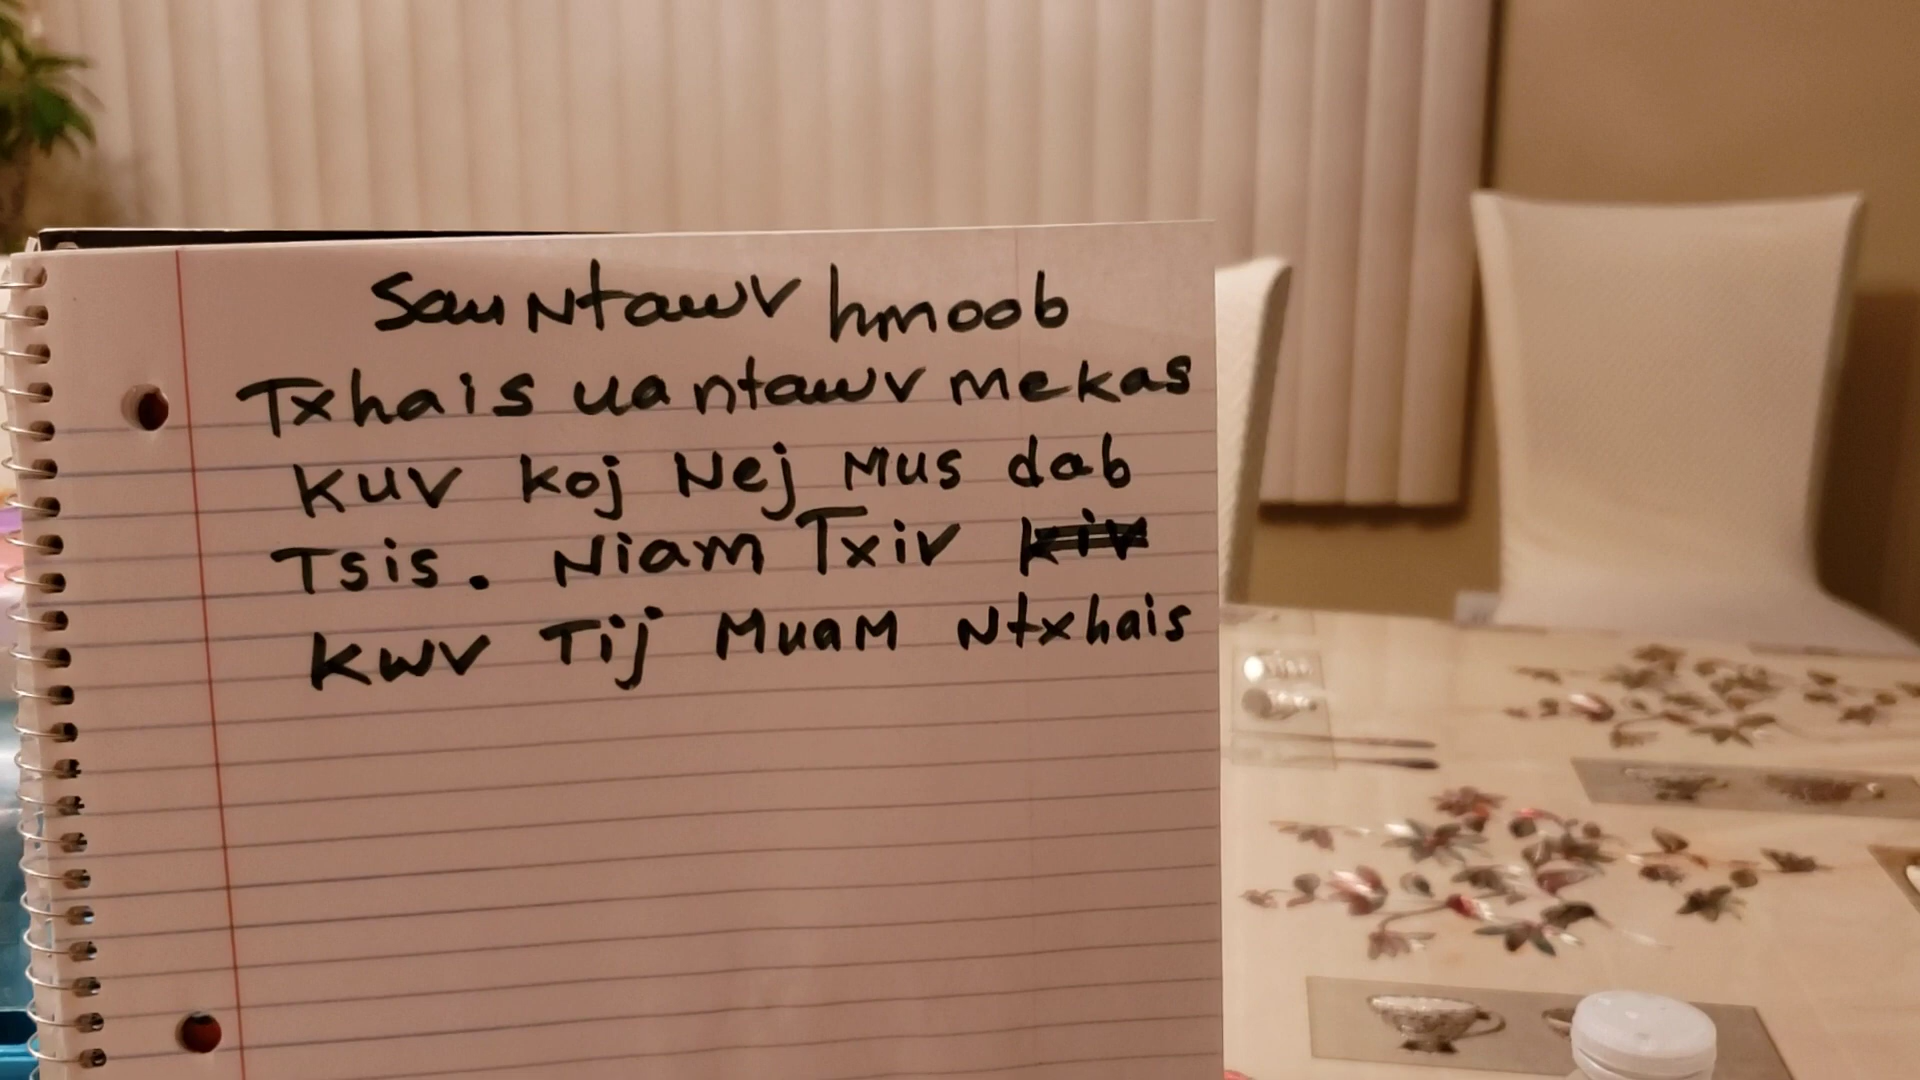 Sau Ntawv hmoob
Txhais ua ntawv mekas
Kuv koj Nej Mus dab
Tsis. Niam Txiv kiv
Kwv Tij Muam Ntxhais